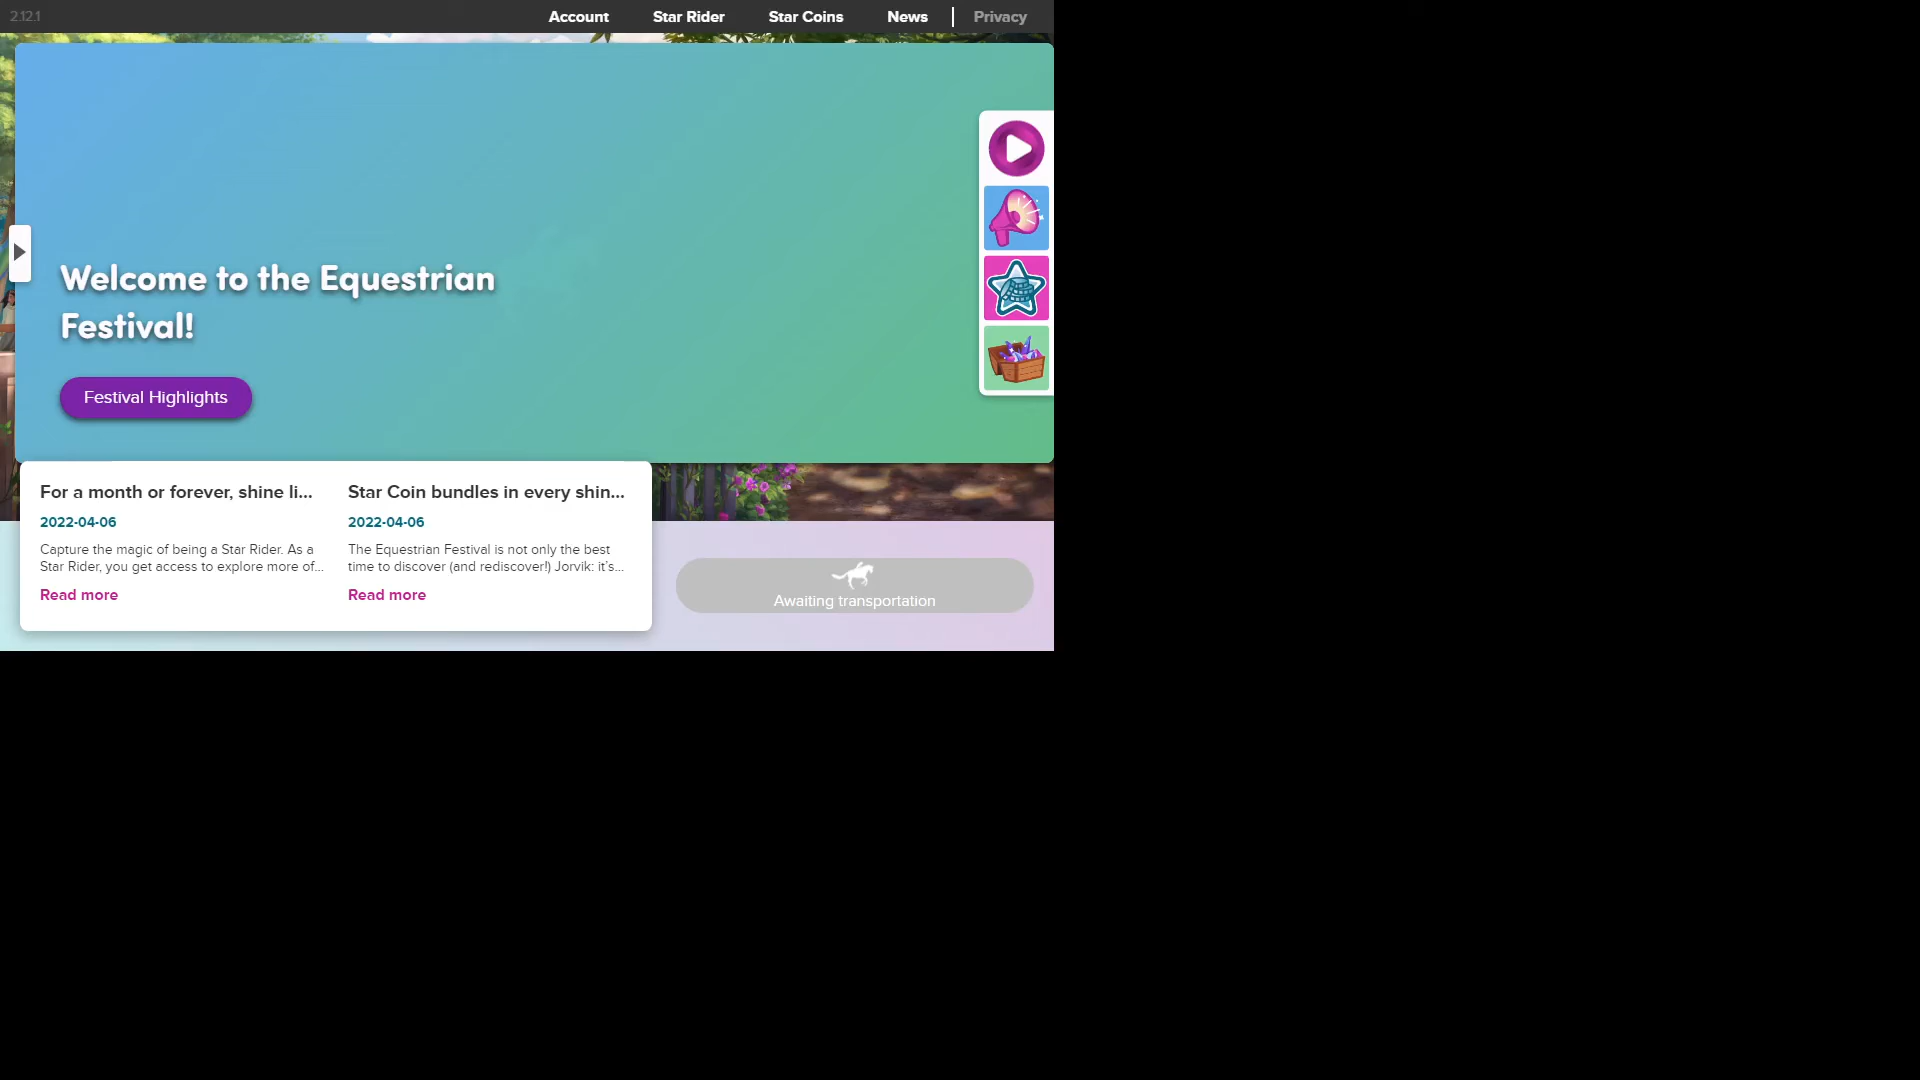 2.12.1
Account Star Rider Star Coins News Privacy
Welcome to the Equestrian
Festival!
Festival Highlights
For a month or forever, shine li...
2022-04-06
Capture the magic of being a Star Rider. As a
Star Rider, you get access to explore more of...
Read more
Star Coin bundles in every shin...
2022-04-06
The Equestrian Festival is not only the best
time to discover (and rediscover!) Jorvik: it’s...
Read more
Awaiting transportation